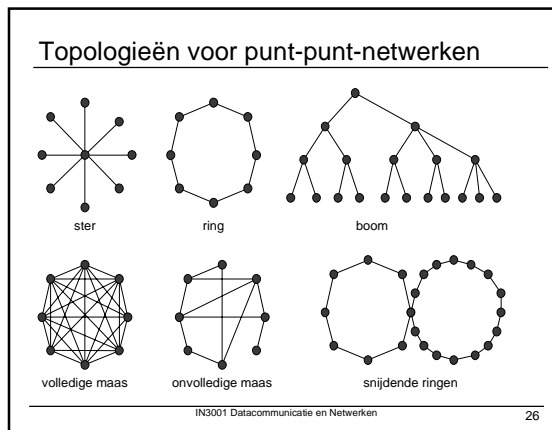 Topologieën voor punt-punt-netwerken
ster
ring
boom
volledige maas
onvolledige maas
snijdende ringen
IN3001 Datacommunicatie en Netwerken
26